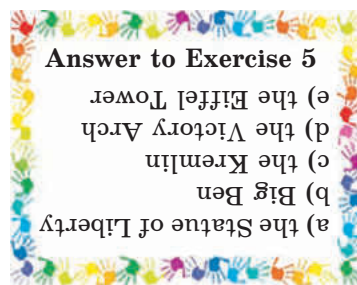 Answer to Exercise 5
a) the Statue of Liberty
b) Big Ben
c) the Kremlin
d) the Victory Arch
e) the Eiffel Tower